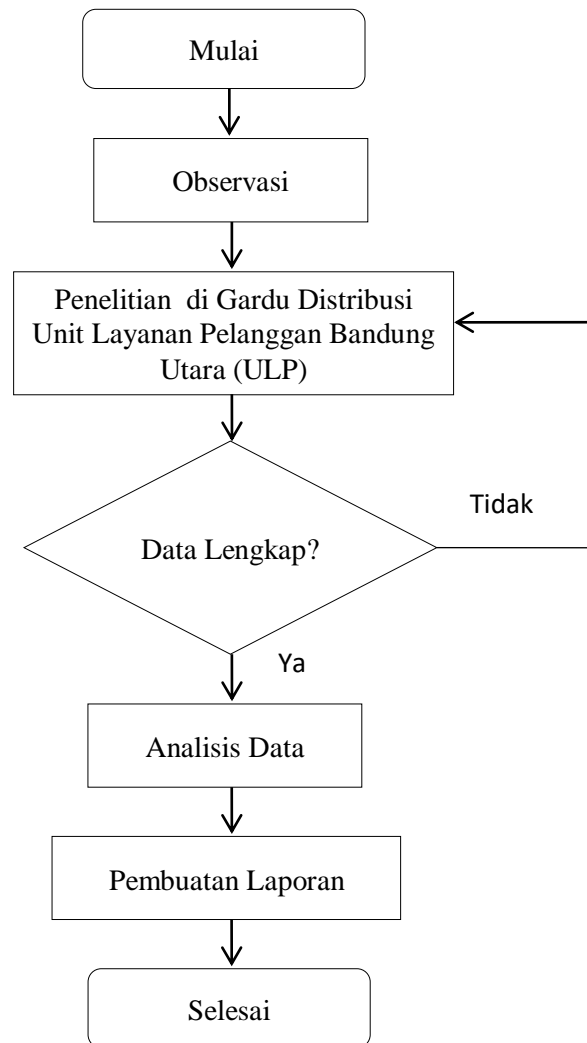 Mulai
Observasi
Penelitian di Gardu Distribusi
Unit Layanan Pelanggan Bandung
Utara (ULP)
Tidak
Data Lengkap?
Ya
Analisis Data
Pembuatan Laporan
Selesai